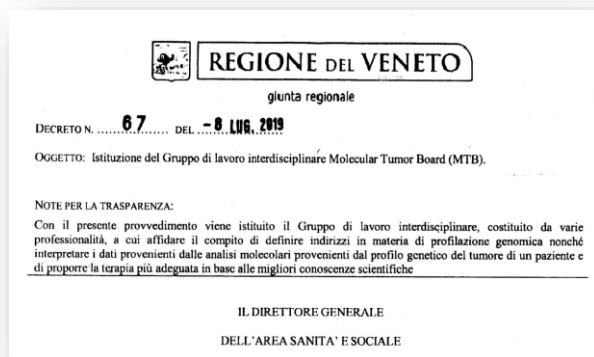 REGIONE DEL VENETO
giunta regionale
DECRETO N. ........67....... DEL ..-8 LUG. 2019
OGGETTO: Istituzione del Gruppo di lavoro interdisciplinare Molecular Tumor Board (MTB).
NOTE PER LA TRASPARENZA:
Con il presente provvedimento viene istituito il Gruppo di lavoro interdisciplinare, costituito da varie
professionalità, a cui affidare il compito di definire indirizzi in materia di profilazione genomica nonché
interpretare i dati provenienti dalle analisi molecolari provenienti dal profilo genetico del tumore di un paziente e
di proporre la terapia più adeguata in base alle migliori conoscenze scientifiche
IL DIRETTORE GENERALE
DELL'AREA SANITA' E SOCIALE